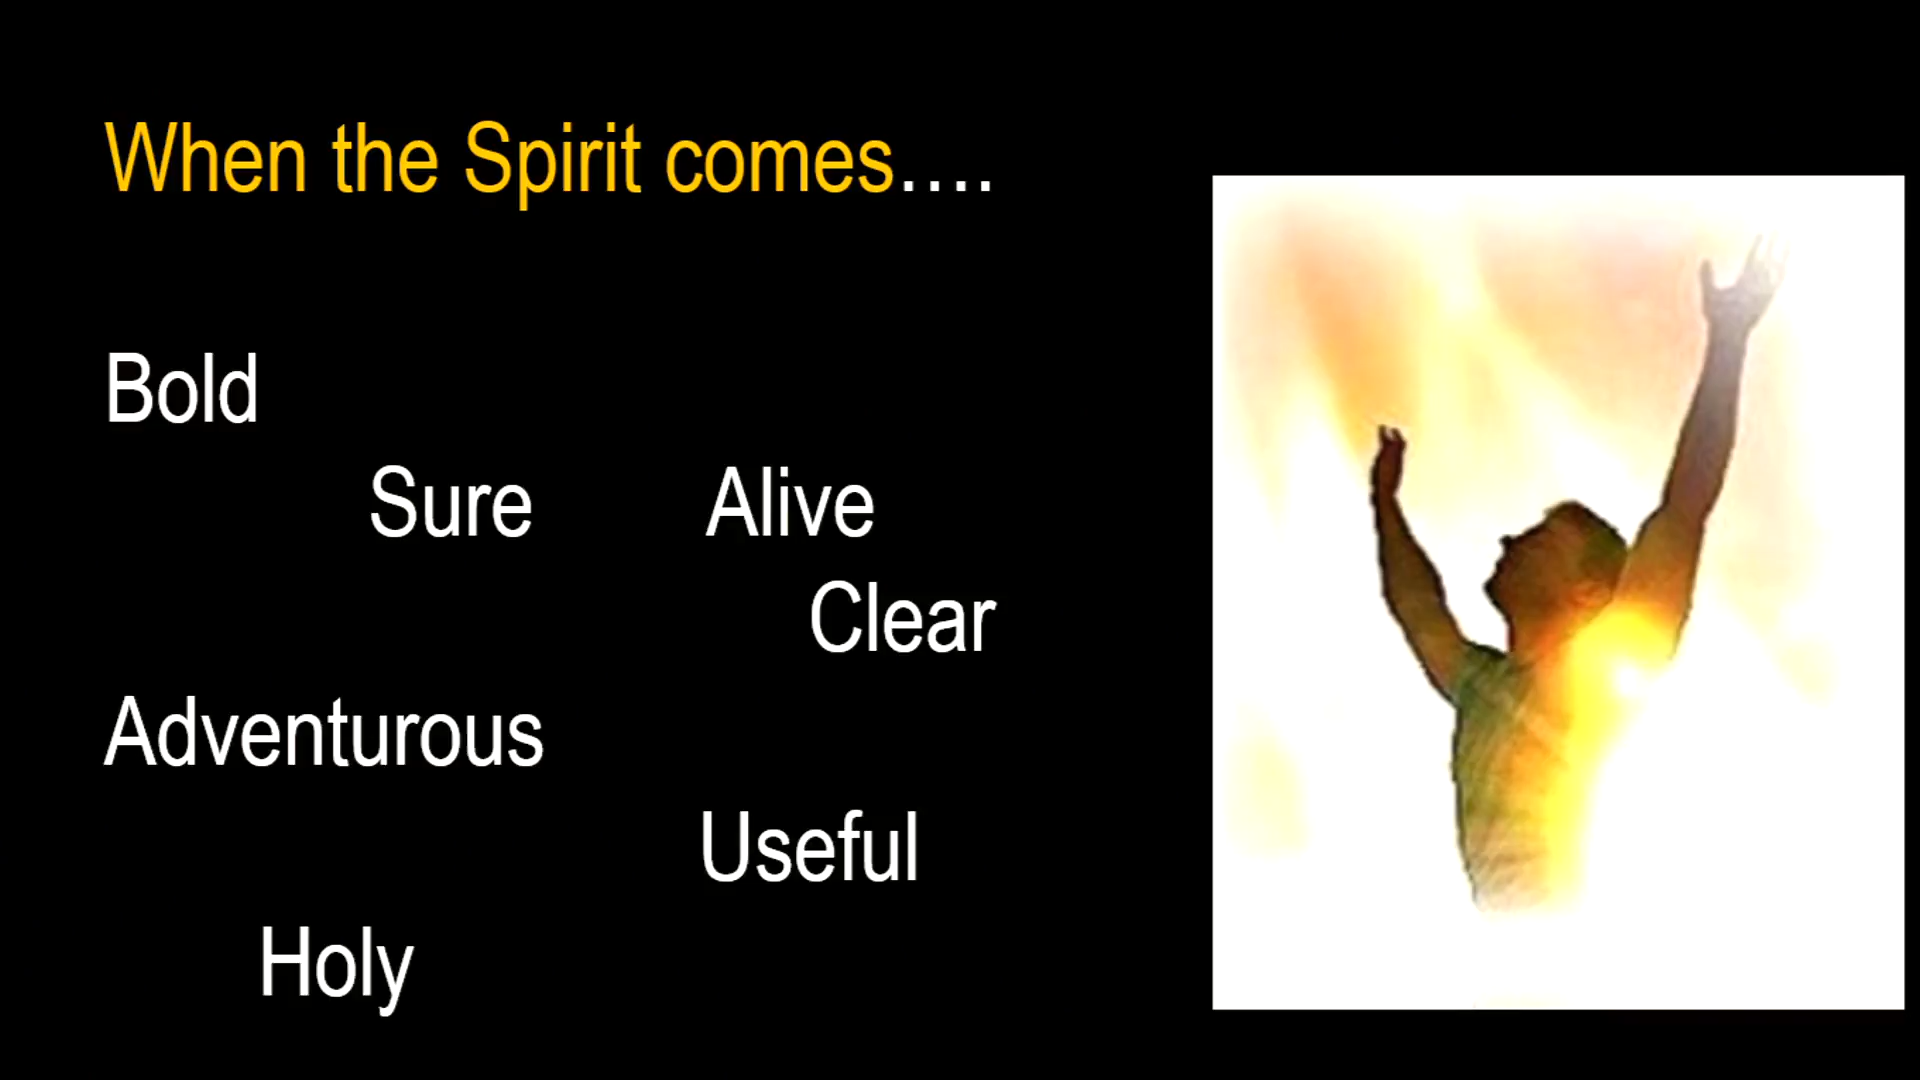 When the Spirit comes....
Bold
Sure Alive
Clear
Adventurous
Useful
Holy